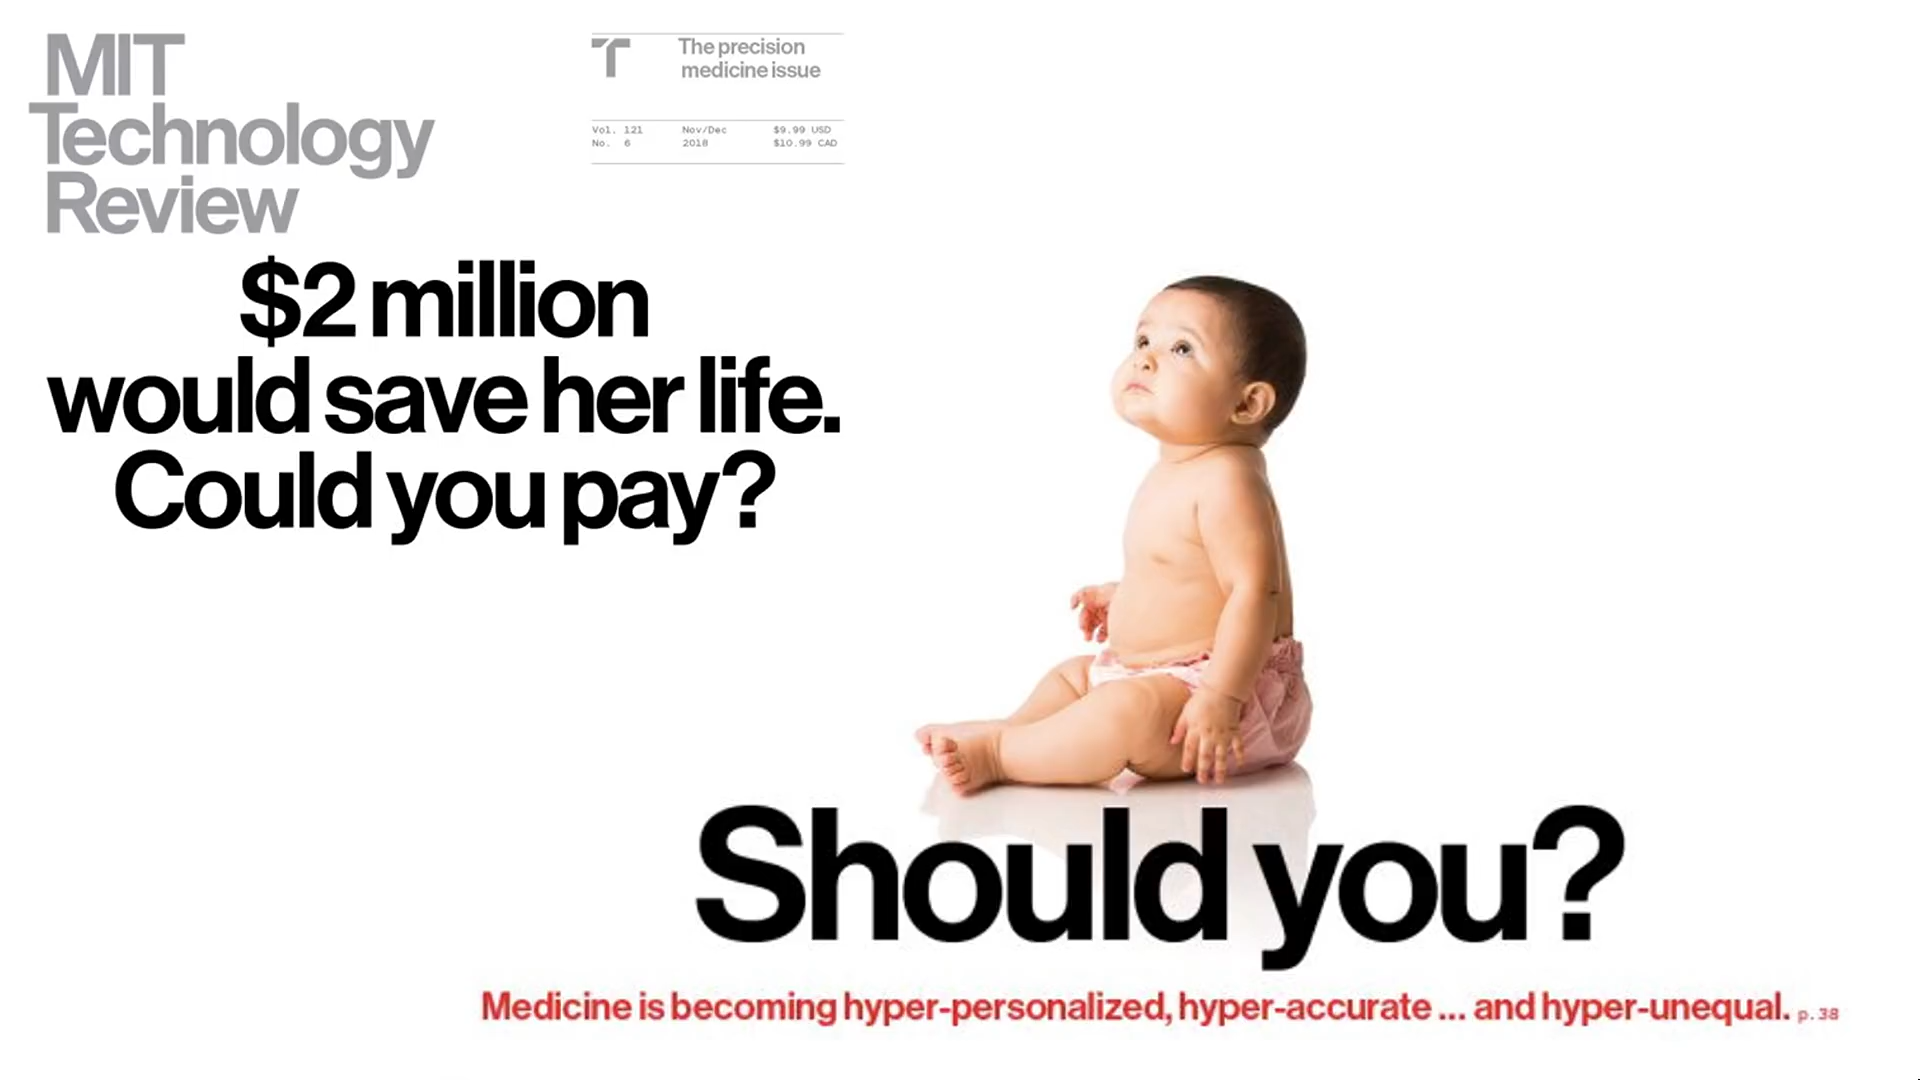 MIT
Technology
Review
The precision
medicine issue
Vol. 121 Nov/Dec $9.99 USD
No. 6 2018 $10.99 CAD
$2 million
would save her life.
Could you pay?
Should you?
Medicine is becoming hyper-personalized, hyper-accurate ... and hyper-unequal. p.38